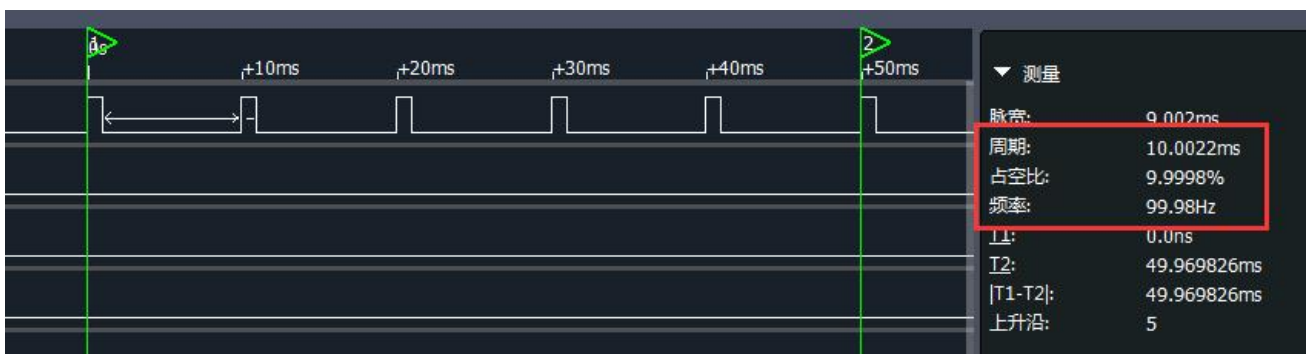 1 2
0s +10ms +20ms +30ms +40ms +50ms
测量
脉宽: 9.002ms
周期: 10.0022ms
占空比: 9.9998%
频率: 99.98Hz
T1: 0.0ns
T2: 49.969826ms
|T1-T2|: 49.969826ms
上升沿: 5